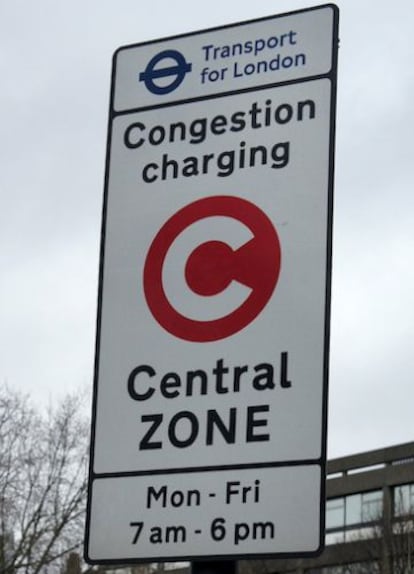 Transport
for London
Congestion
charging
C
Central
ZONE
Mon - Fri
7 am - 6 pm